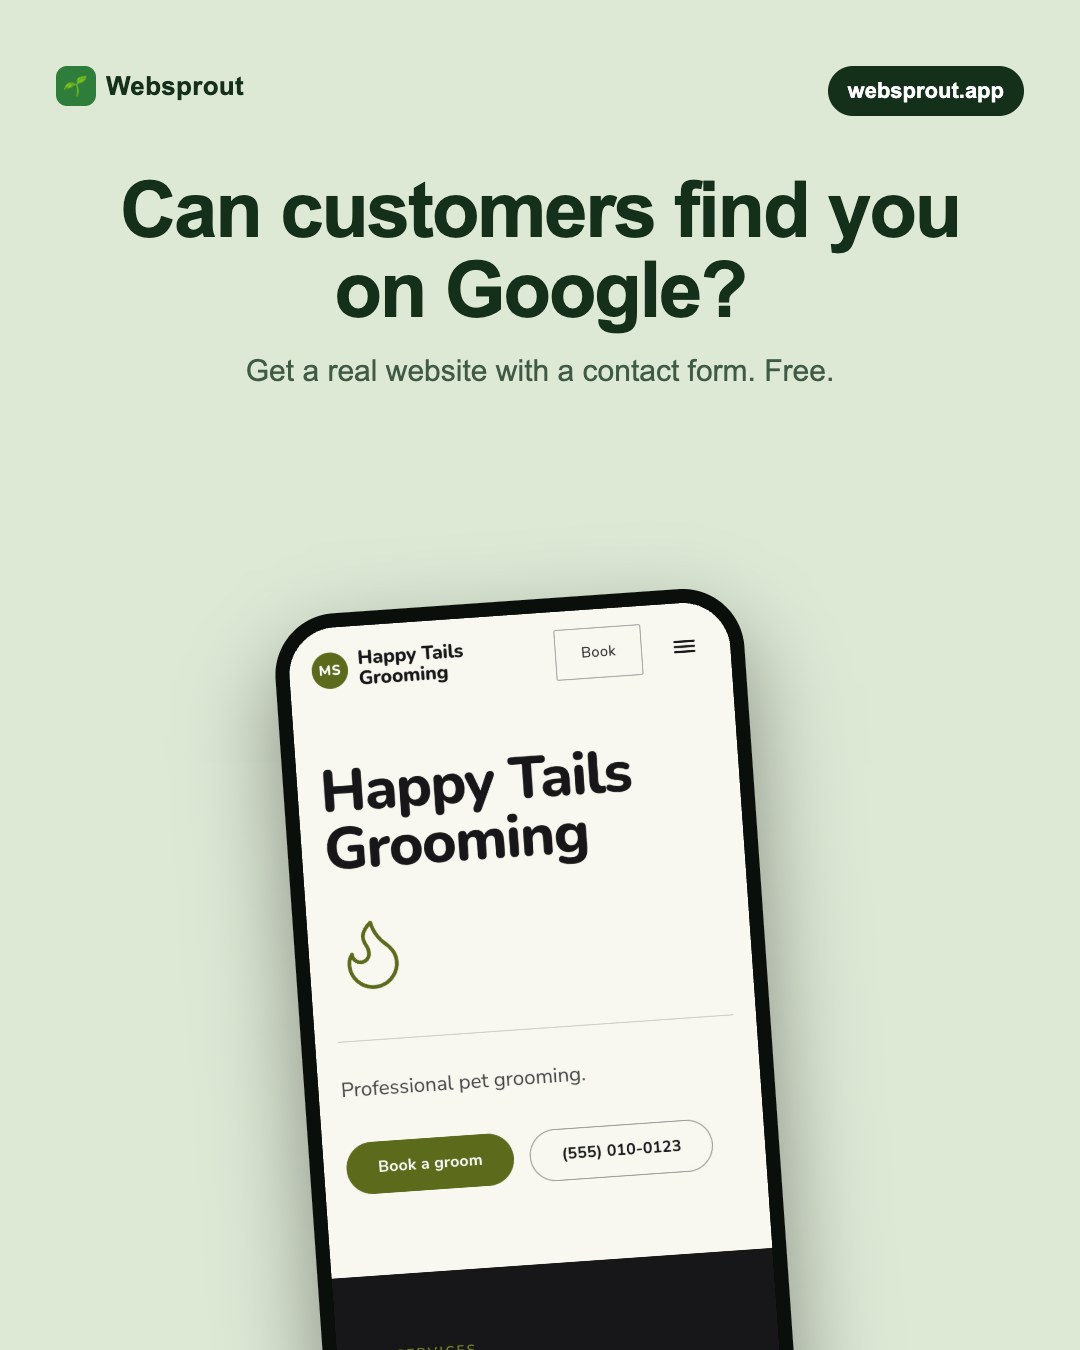 Websprout
websprout.app
Can customers find you
on Google?
Get a real website with a contact form. Free.
MS
Happy Tails
Grooming
Book
Happy Tails
Grooming
Professional pet grooming.
Book a groom
(555) 010-0123